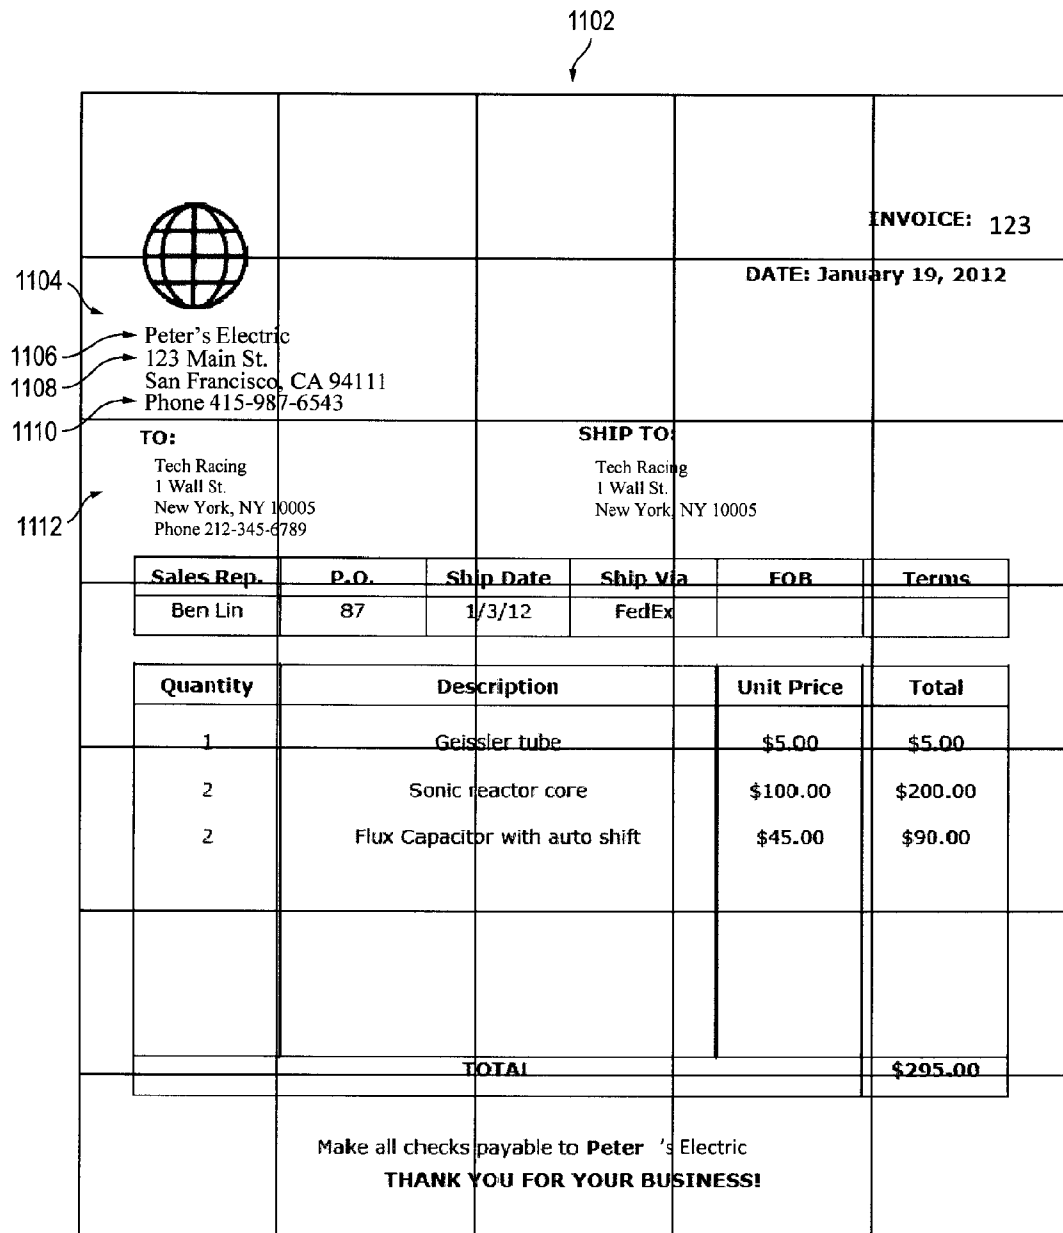 1102
INVOICE: 123
DATE: January 19, 2012
1104
1106
Peter's Electric
1108
123 Main St.
San Francisco, CA 94111
1110
Phone 415-987-6543
TO:
SHIP TO:
Tech Racing
1 Wall St.
New York, NY 10005
Phone 212-345-6789
Tech Racing
1 Wall St.
New York, NY 10005
1112
Sales Rep. P.O. Ship Date Ship Via FOB Terms
Ben Lin 87 1/3/12 FedEx
Quantity Description Unit Price Total
1 Geissler tube $5.00 $5.00
2 Sonic reactor core $100.00 $200.00
2 Flux Capacitor with auto shift $45.00 $90.00
TOTAL $295.00
Make all checks payable to Peter 's Electric
THANK YOU FOR YOUR BUSINESS!